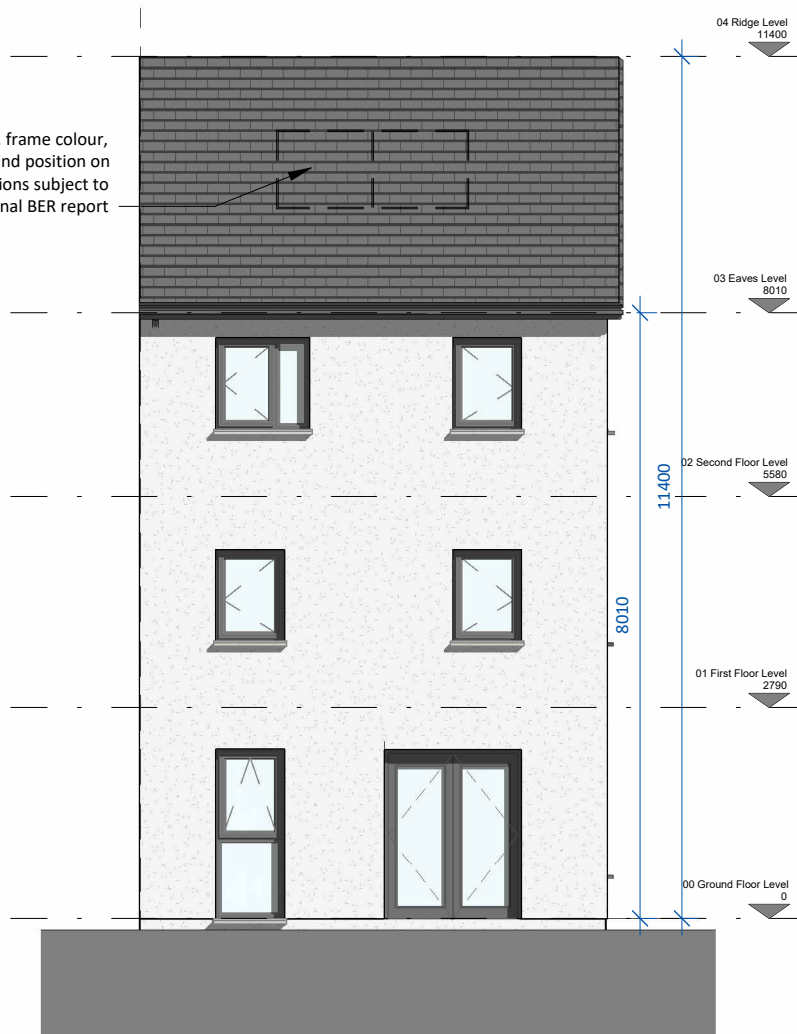 04 Ridge Level
11400
frame colour,
nd position on
ions subject to
nal BER report
03 Eaves Level
8010
02 Second Floor Level
5580
11400
8010
01 First Floor Level
2790
00 Ground Floor Level
0